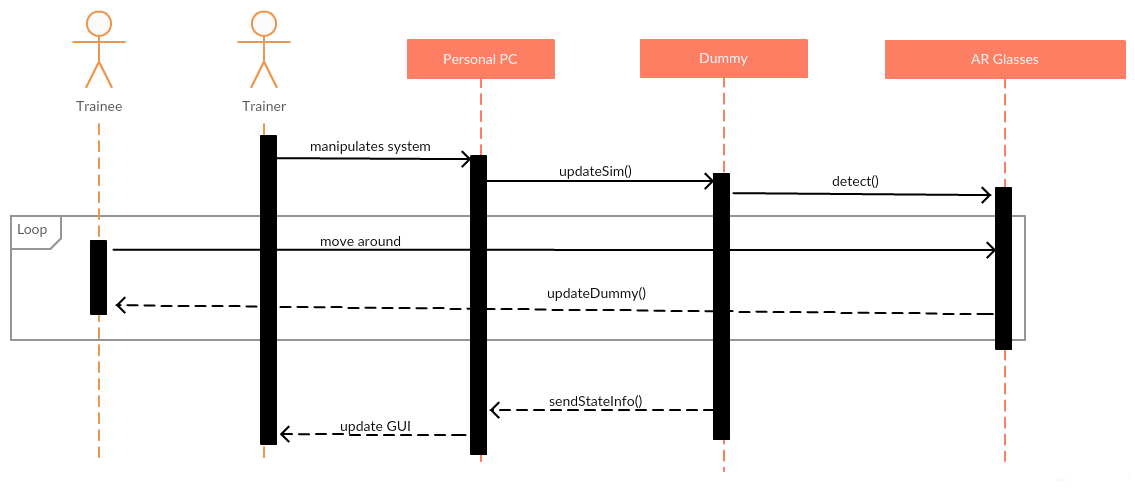 Trainee
Trainer
Personal PC
Dummy
AR Glasses
manipulates system
updateSim()
detect()
Loop
move around
updateDummy()
sendStateInfo()
update GUI